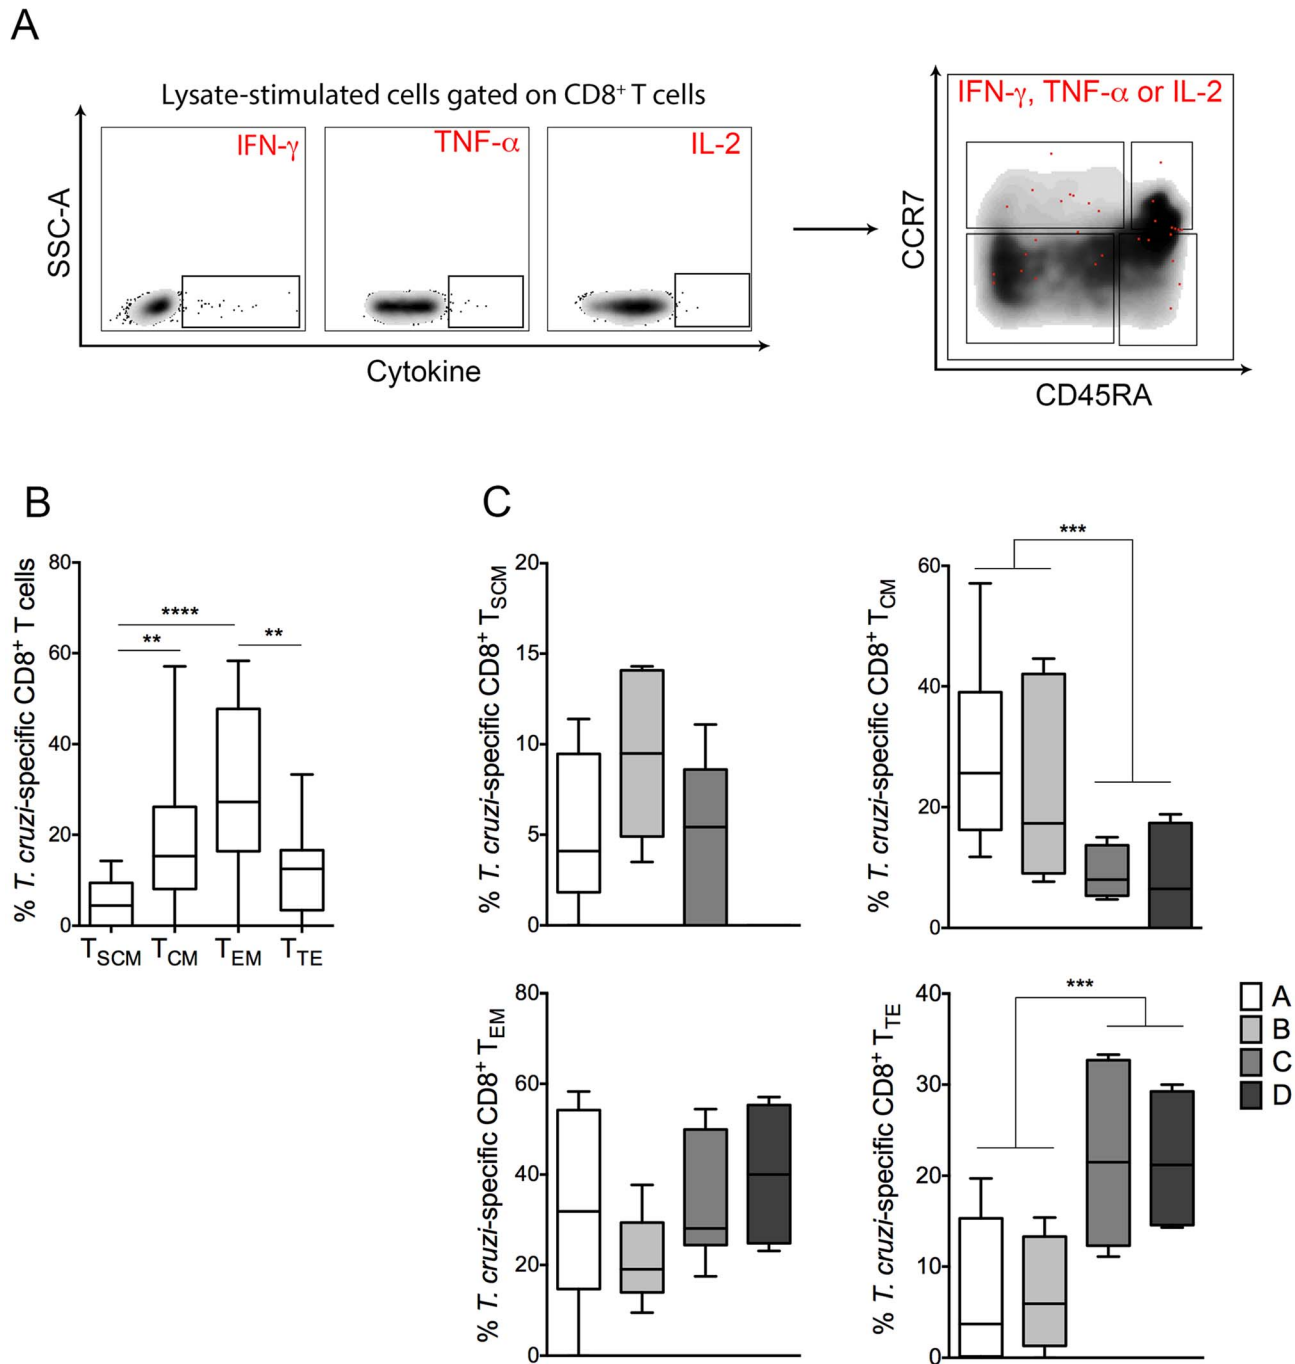 A
Lysate-stimulated cells gated on CD8+ T cells
IFN-γ
TNF-α
IL-2
SSC-A
Cytokine
IFN-γ, TNF-α or IL-2
CCR7
CD45RA
B
% T. cruzi-specific CD8+ T cells
80
60
40
20
0
****
**
**
TSCM
TCM
TEM
TTE
C
% T. cruzi-specific CD8+ TSCM
20
15
10
5
0
% T. cruzi-specific CD8+ TCM
60
40
20
0
***
% T. cruzi-specific CD8+ TEM
80
60
40
20
0
% T. cruzi-specific CD8+ TTE
40
30
20
10
0
***
A
B
C
D